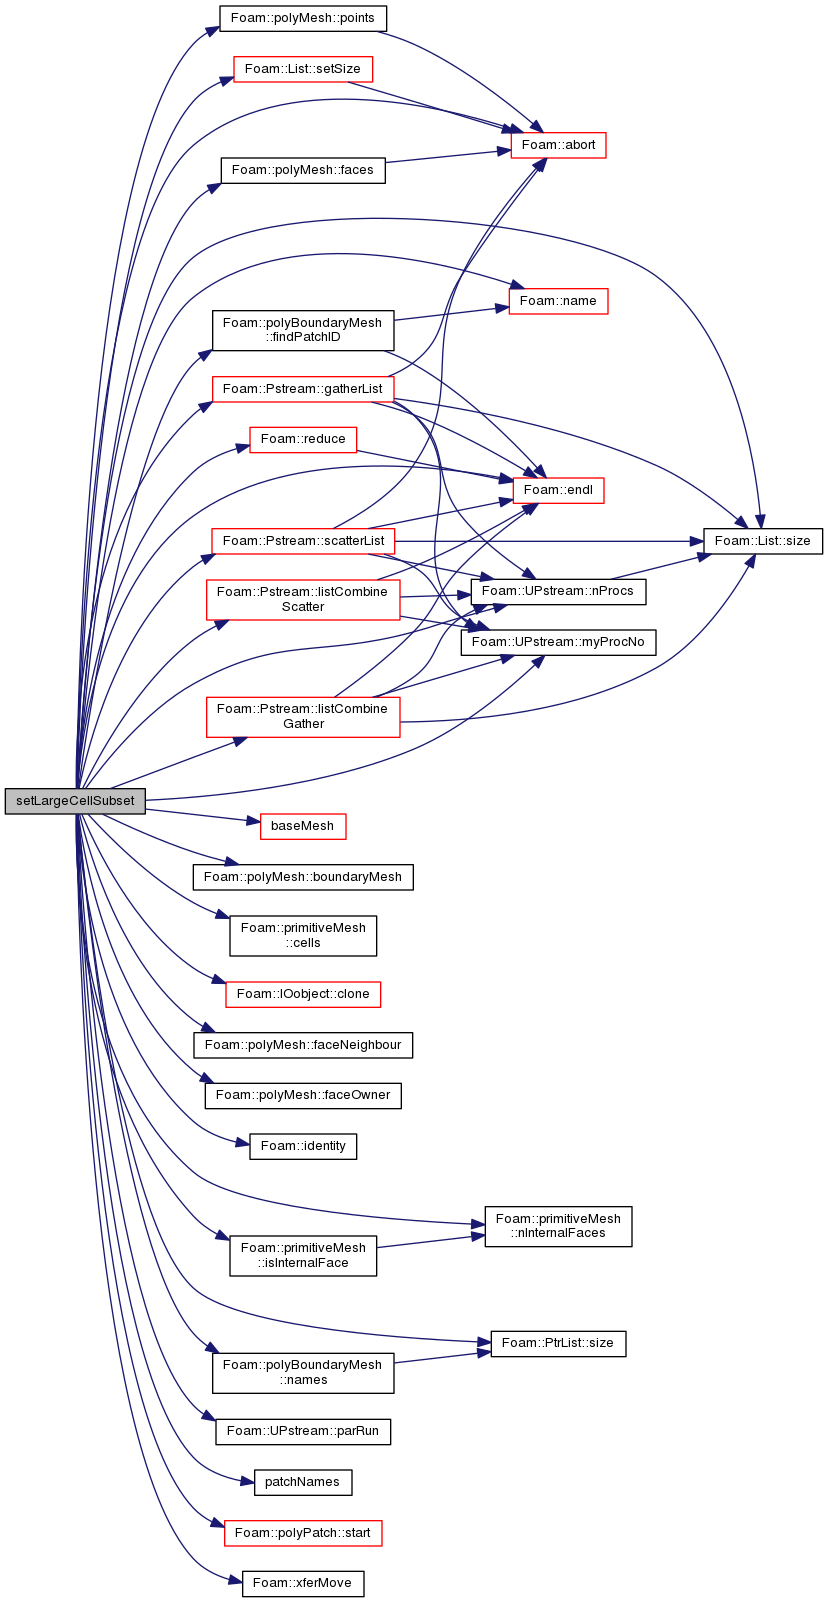 Foam::polyMesh::points
Foam::List::setSize
Foam::abort
Foam::polyMesh::faces
Foam::name
Foam::polyBoundaryMesh
::findPatchID
Foam::Pstream::gatherList
Foam::reduce
Foam::endl
Foam::Pstream::scatterList
Foam::List::size
Foam::UPstream::nProcs
Foam::Pstream::listCombine
Scatter
Foam::UPstream::myProcNo
Foam::Pstream::listCombine
Gather
setLargeCellSubset
baseMesh
Foam::polyMesh::boundaryMesh
Foam::primitiveMesh
::cells
Foam::IOobject::clone
Foam::polyMesh::faceNeighbour
Foam::polyMesh::faceOwner
Foam::identity
Foam::primitiveMesh
::nInternalFaces
Foam::primitiveMesh
::isInternalFace
Foam::PtrList::size
Foam::polyBoundaryMesh
::names
Foam::UPstream::parRun
patchNames
Foam::polyPatch::start
Foam::xferMove